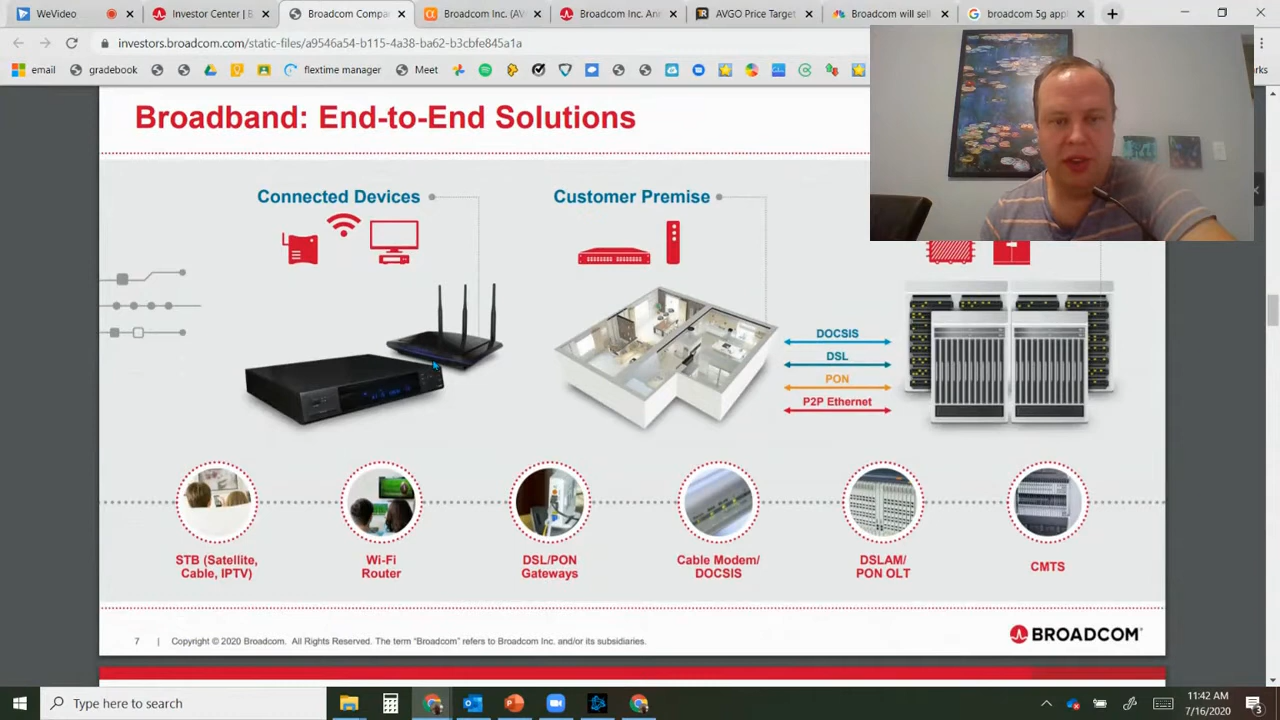 WeVideo
Investor Center | B
Broadcom Compa
Broadcom Inc. (AV
Broadcom Inc. An
AVGO Price Target
Broadcom will sell
broadcom 5g app
investors.broadcom.com/static-files/a9546a54-b115-4a38-ba62-b3cbfe845a1a
email
gradebook
flextime manager
Meet
rks
Broadband: End-to-End Solutions
Connected Devices
Customer Premise
DOCSIS
DSL
PON
P2P Ethernet
STB (Satellite,
Cable, IPTV)
Wi-Fi
Router
DSL/PON
Gateways
Cable Modem/
DOCSIS
DSLAM/
PON OLT
CMTS
7 | Copyright © 2020 Broadcom. All Rights Reserved. The term “Broadcom” refers to Broadcom Inc. and/or its subsidiaries.
BROADCOM
Type here to search
11:42 AM
7/16/2020
3